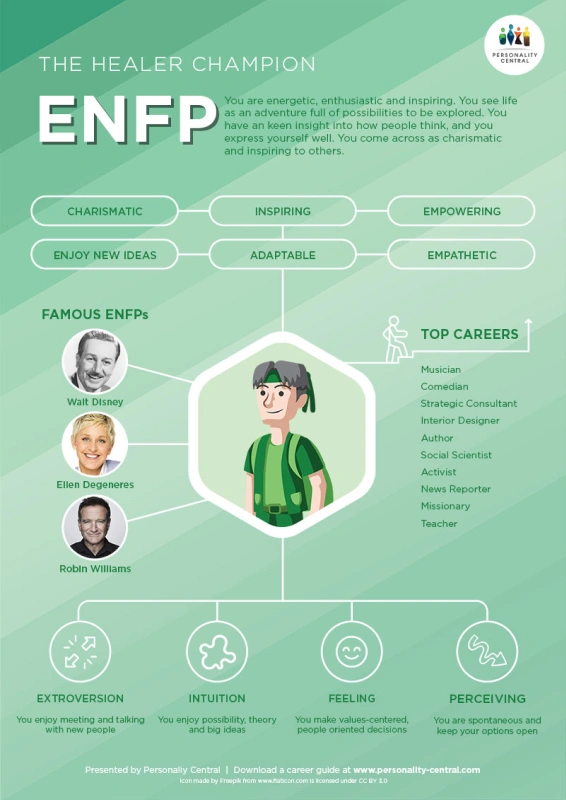 PERSONALITY
CENTRAL
THE HEALER CHAMPION
ENFP
You are energetic, enthusiastic and inspiring. You see life
as an adventure full of possibilities to be explored. You
have an keen insight into how people think, and you
express yourself well. You come across as charismatic
and inspiring to others.
CHARISMATIC
INSPIRING
EMPOWERING
ENJOY NEW IDEAS
ADAPTABLE
EMPATHETIC
FAMOUS ENFPs
Walt Disney
Ellen Degeneres
Robin Williams
TOP CAREERS
Musician
Comedian
Strategic Consultant
Interior Designer
Author
Social Scientist
Activist
News Reporter
Missionary
Teacher
EXTROVERSION
You enjoy meeting and talking
with new people
INTUITION
You enjoy possibility, theory
and big ideas
FEELING
You make values-centered,
people oriented decisions
PERCEIVING
You are spontaneous and
keep your options open
Presented by Personally Central | Download a career guide at www.personality-central.com
Icon made by Freepik from www.flaticon.com is licensed under CC BY 3.0